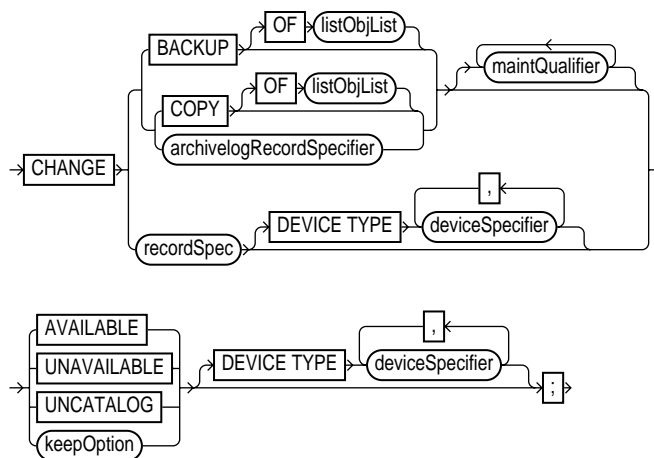 OF listObjList
BACKUP
maintQualifier
OF listObjList
COPY
archivelogRecordSpecifier
CHANGE
,
DEVICE TYPE deviceSpecifier
recordSpec
AVAILABLE
,
UNAVAILABLE DEVICE TYPE deviceSpecifier
UNCATALOG ;
keepOption